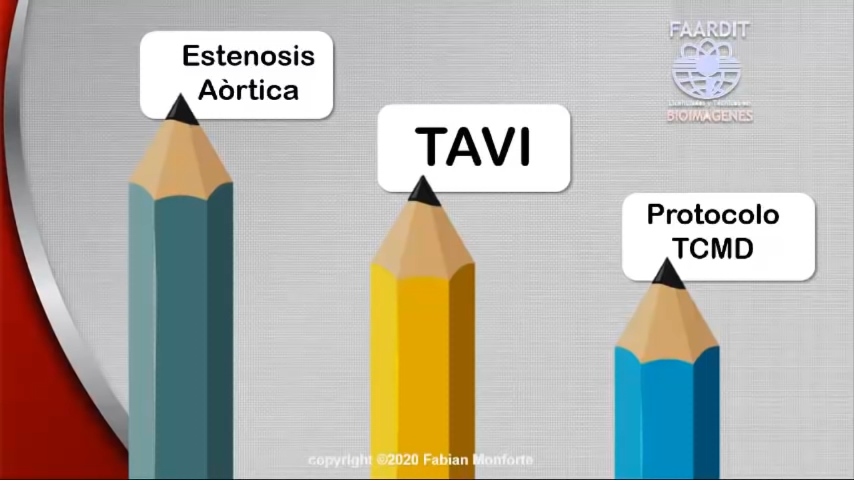 Estenosis
Aòrtica
TAVI
Protocolo
TCMD
FAARDIT
BIOIMAGENES
copyright ©2020 Fabian Monforte